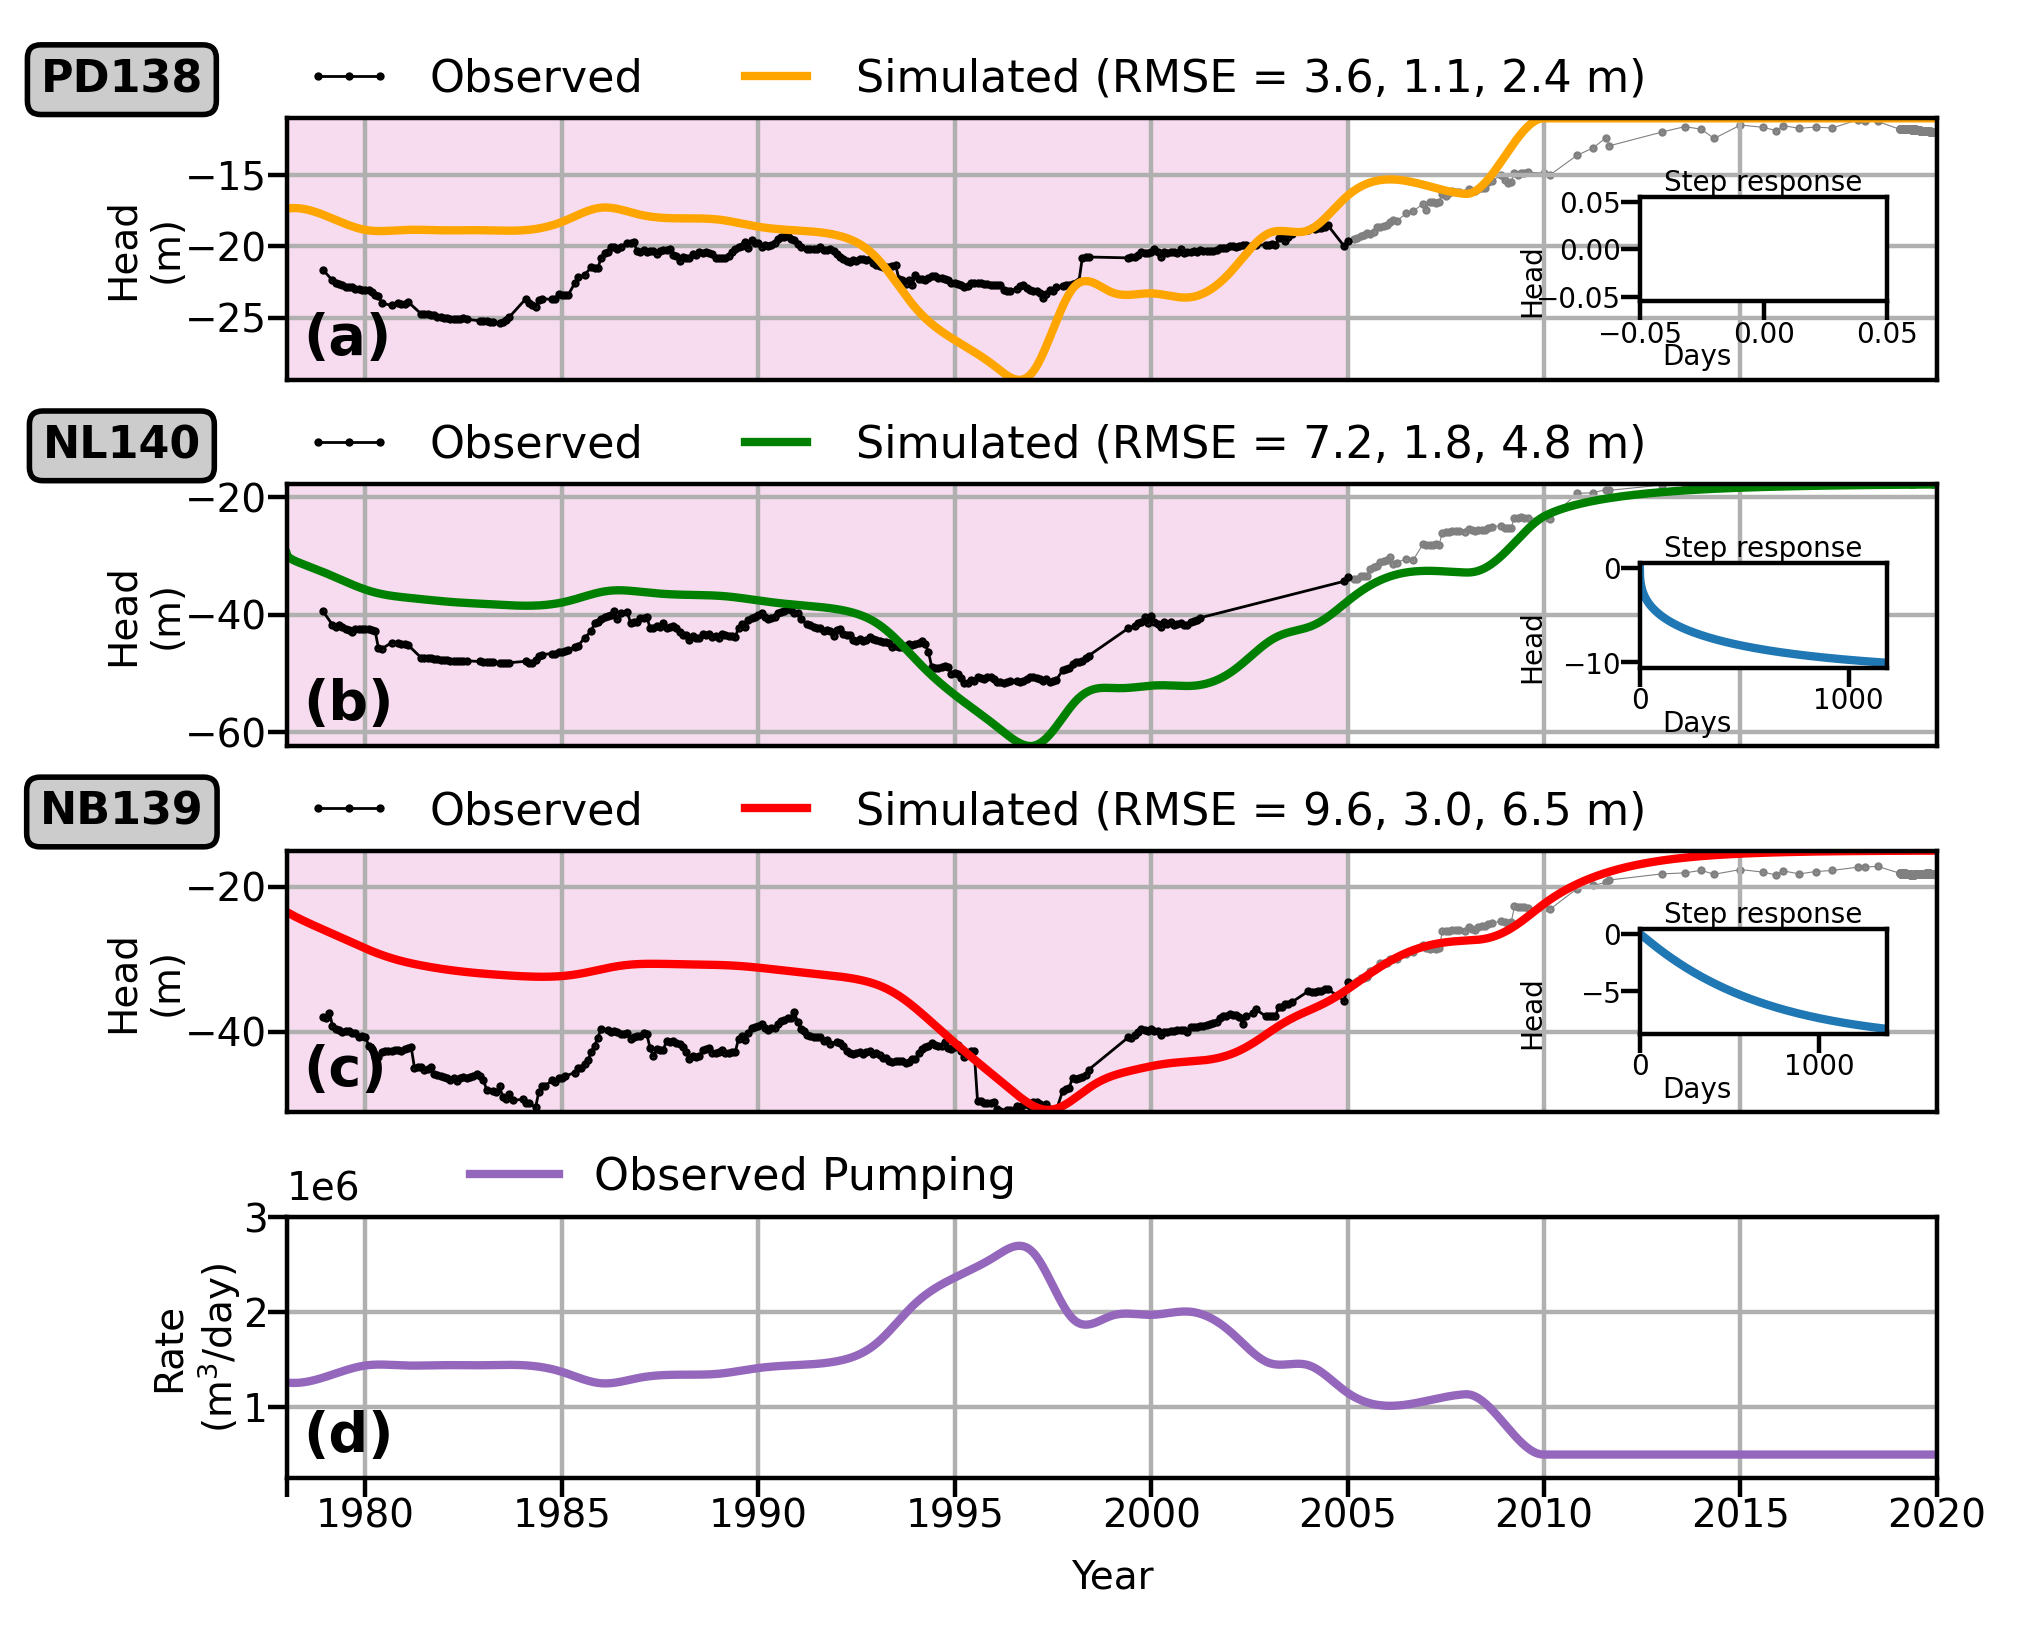 PD138
Observed
Simulated (RMSE = 3.6, 1.1, 2.4 m)
Head
(m)
−15
−20
−25
(a)
Step response
Head
0.05
0.00
−0.05
−0.05
0.00
0.05
Days
NL140
Observed
Simulated (RMSE = 7.2, 1.8, 4.8 m)
Head
(m)
−20
−40
−60
(b)
Step response
Head
0
−10
0
1000
Days
NB139
Observed
Simulated (RMSE = 9.6, 3.0, 6.5 m)
Head
(m)
−20
−40
(c)
Step response
Head
0
−5
0
1000
Days
1e6
Observed Pumping
Rate
(m³/day)
3
2
1
(d)
1980
1985
1990
1995
2000
2005
2010
2015
2020
Year